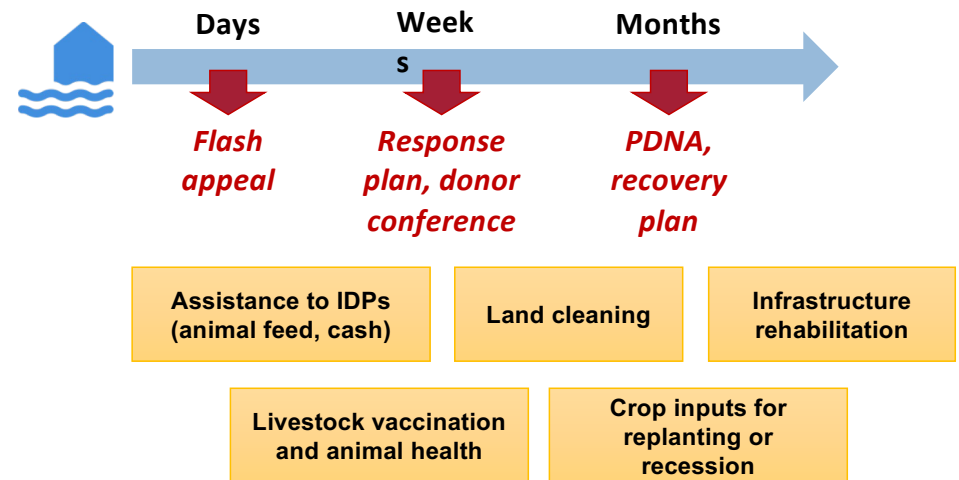 Days
Week
s
Months
Flash
appeal
Response
plan, donor
conference
PDNA,
recovery
plan
Assistance to IDPs
(animal feed, cash)
Land cleaning
Infrastructure
rehabilitation
Livestock vaccination
and animal health
Crop inputs for
replanting or
recession